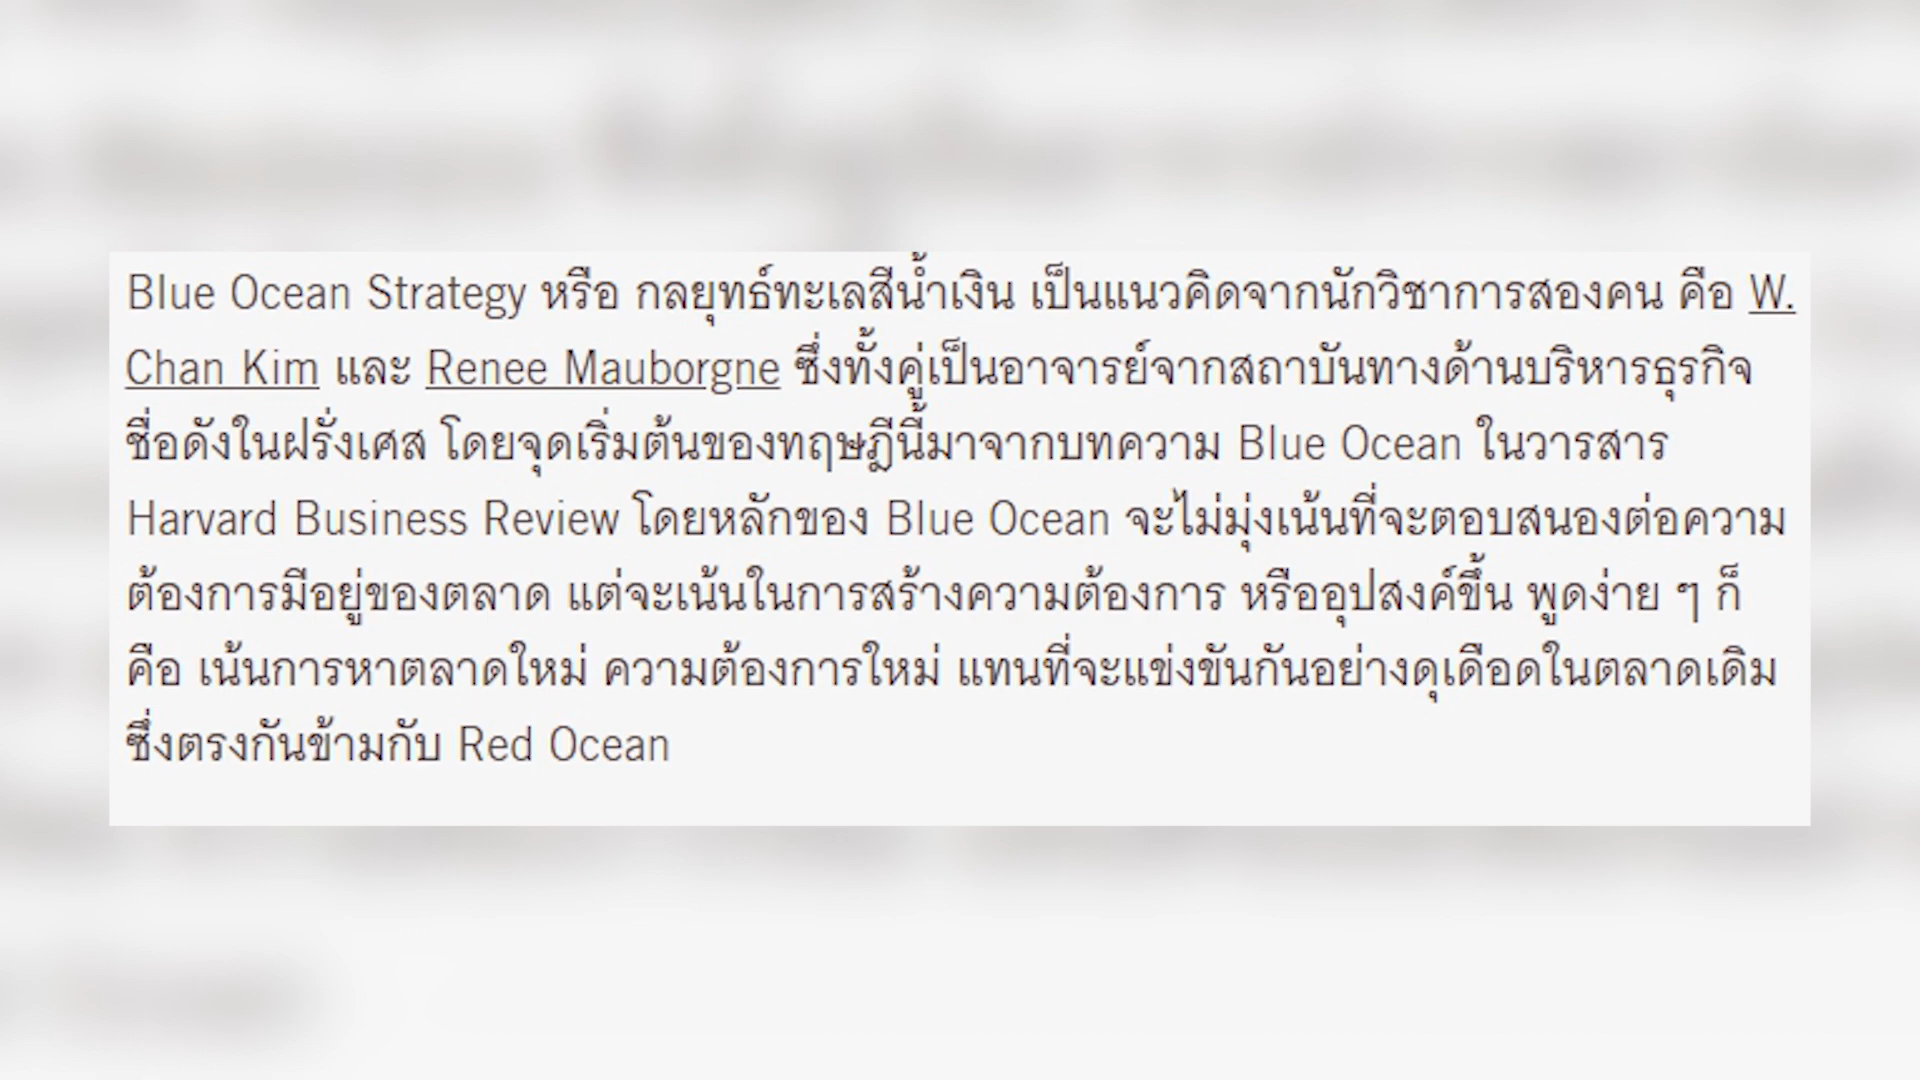 Blue Ocean Strategy หรือ กลยุทธ์ทะเลสีน้ำเงิน เป็นแนวคิดจากนักวิชาการสองคน คือ W.
Chan Kim และ Renee Mauborgne ซึ่งทั้งคู่เป็นอาจารย์จากสถาบันทางด้านบริหารธุรกิจ
ชื่อดังในฝรั่งเศส โดยจุดเริ่มต้นของทฤษฎีนี้มาจากบทความ Blue Ocean ในวารสาร
Harvard Business Review โดยหลักของ Blue Ocean จะไม่มุ่งเน้นที่จะตอบสนองต่อความ
ต้องการมีอยู่ของตลาด แต่จะเน้นในการสร้างความต้องการ หรืออุปสงค์ขึ้น พูดง่าย ๆ ก็
คือ เน้นการหาตลาดใหม่ ความต้องการใหม่ แทนที่จะแข่งขันกันอย่างดุเดือดในตลาดเดิม
ซึ่งตรงกันข้ามกับ Red Ocean